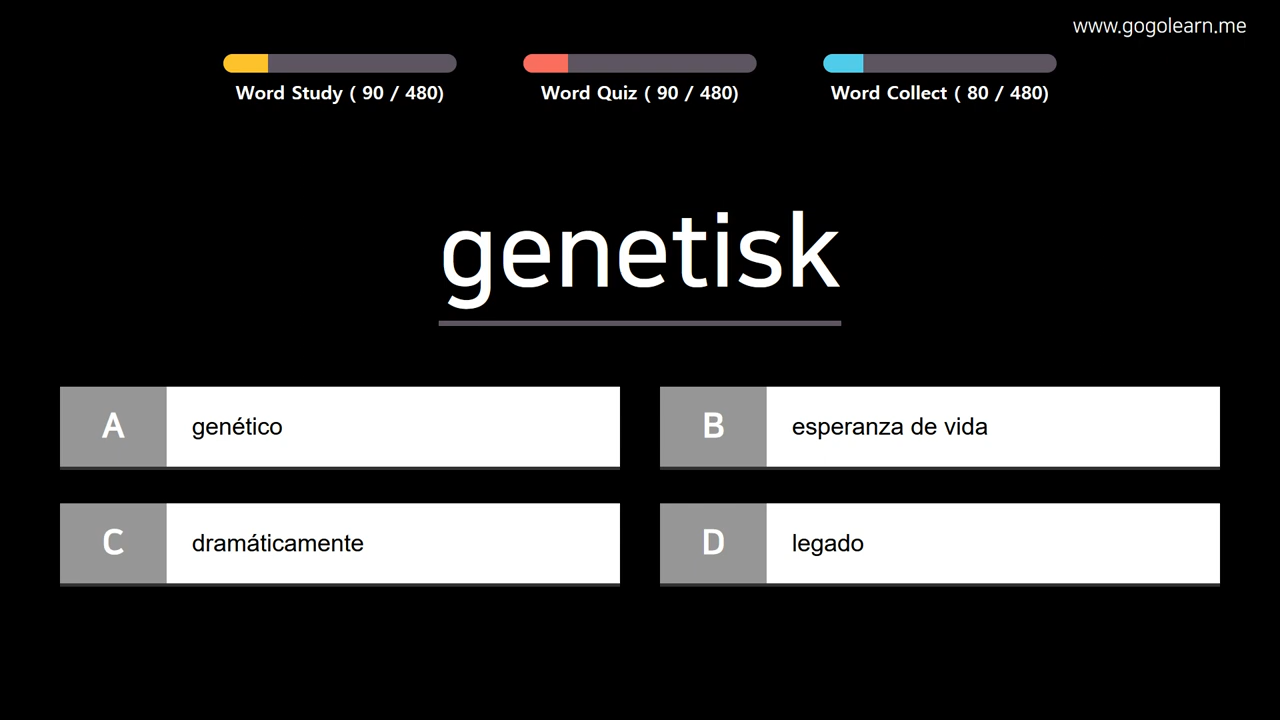 www.gogolearn.me
Word Study ( 90 / 480)
Word Quiz ( 90 / 480)
Word Collect ( 80 / 480)
genetisk
A genético
B esperanza de vida
C dramáticamente
D legado